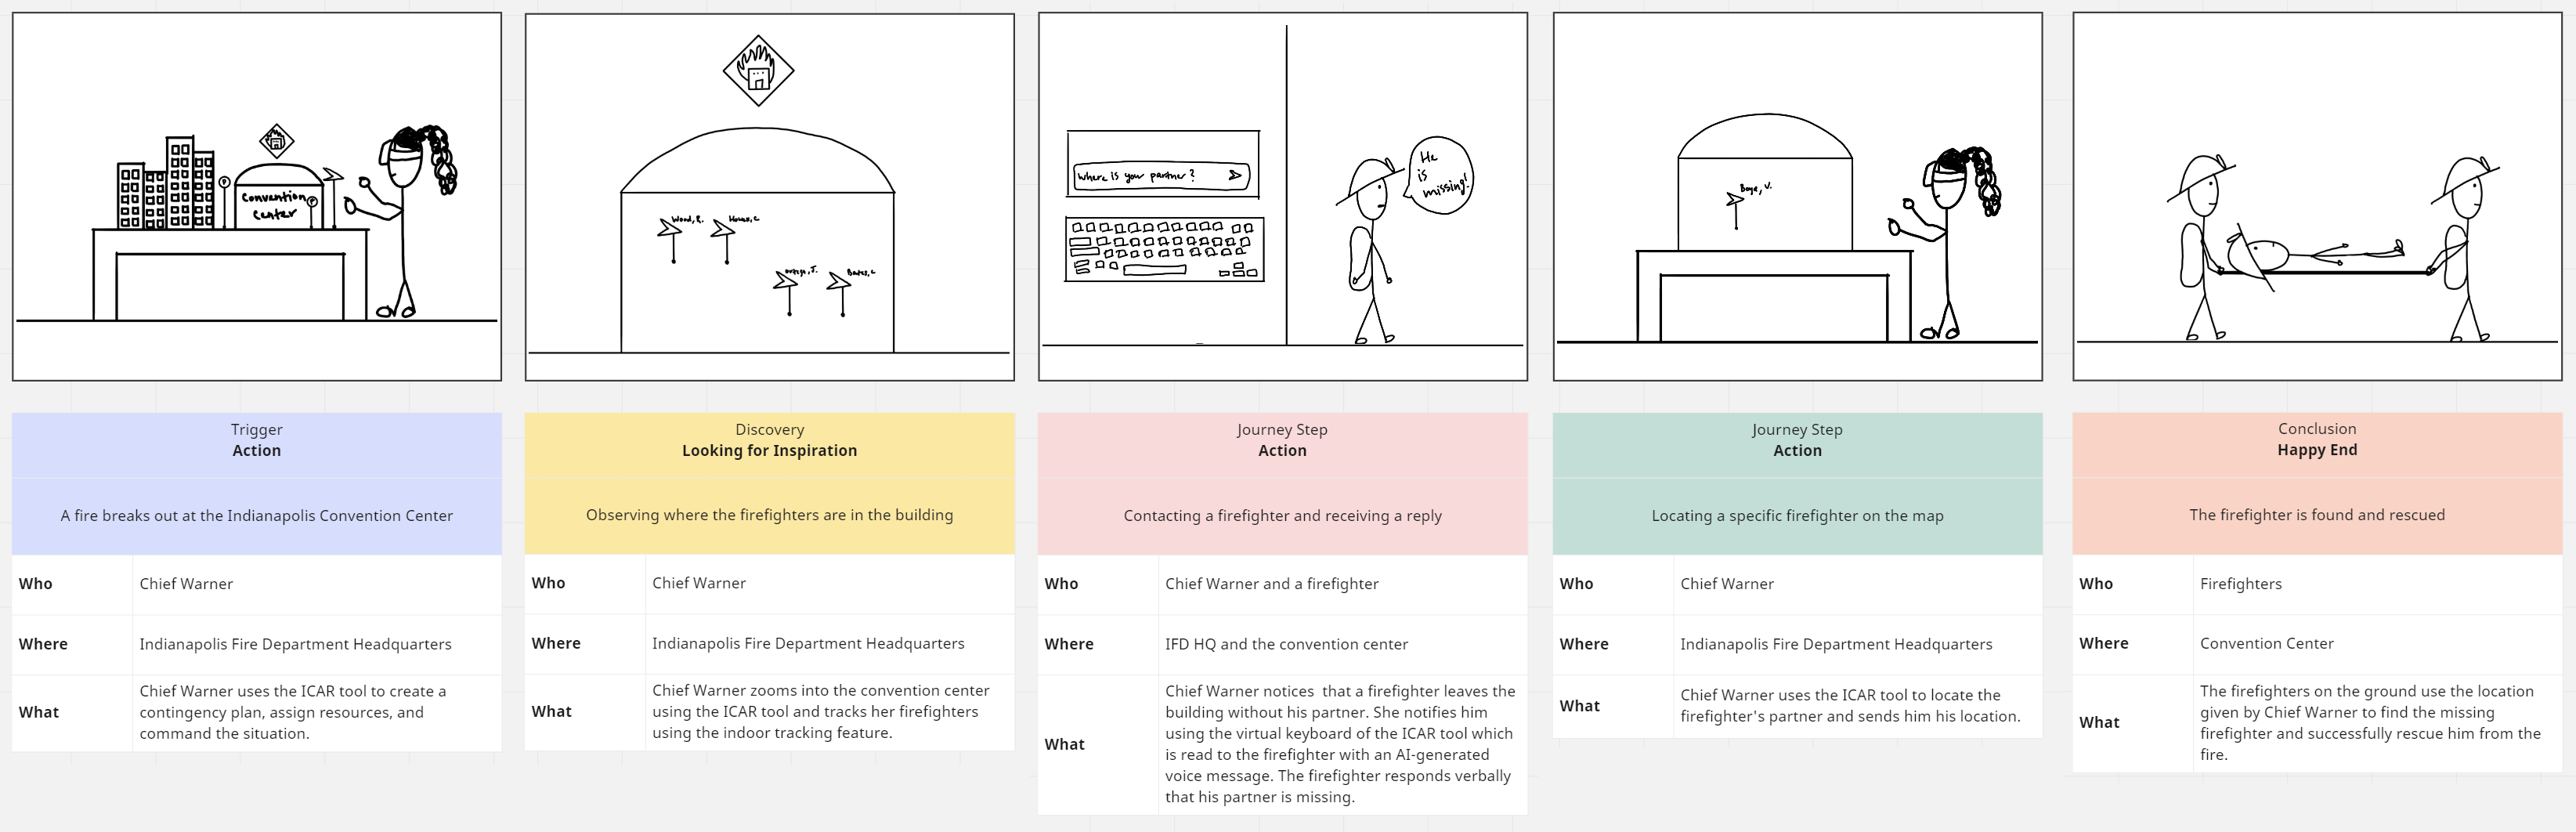 Convention
Center
P
P
Wood, R.
House, C
Ortega, J.
Bates, C
where is your partner?
He
is
missing!
Boye, V.
Trigger
Action
A fire breaks out at the Indianapolis Convention Center
Who
Chief Warner
Where
Indianapolis Fire Department Headquarters
What
Chief Warner uses the ICAR tool to create a
contingency plan, assign resources, and
command the situation.
Discovery
Looking for Inspiration
Observing where the firefighters are in the building
Who
Chief Warner
Where
Indianapolis Fire Department Headquarters
What
Chief Warner zooms into the convention center
using the ICAR tool and tracks her firefighters
using the indoor tracking feature.
Journey Step
Action
Contacting a firefighter and receiving a reply
Who
Chief Warner and a firefighter
Where
IFD HQ and the convention center
What
Chief Warner notices  that a firefighter leaves the
building without his partner. She notifies him
using the virtual keyboard of the ICAR tool which
is read to the firefighter with an AI-generated
voice message. The firefighter responds verbally
that his partner is missing.
Journey Step
Action
Locating a specific firefighter on the map
Who
Chief Warner
Where
Indianapolis Fire Department Headquarters
What
Chief Warner uses the ICAR tool to locate the
firefighter's partner and sends him his location.
Conclusion
Happy End
The firefighter is found and rescued
Who
Firefighters
Where
Convention Center
What
The firefighters on the ground use the location
given by Chief Warner to find the missing
firefighter and successfully rescue him from the
fire.